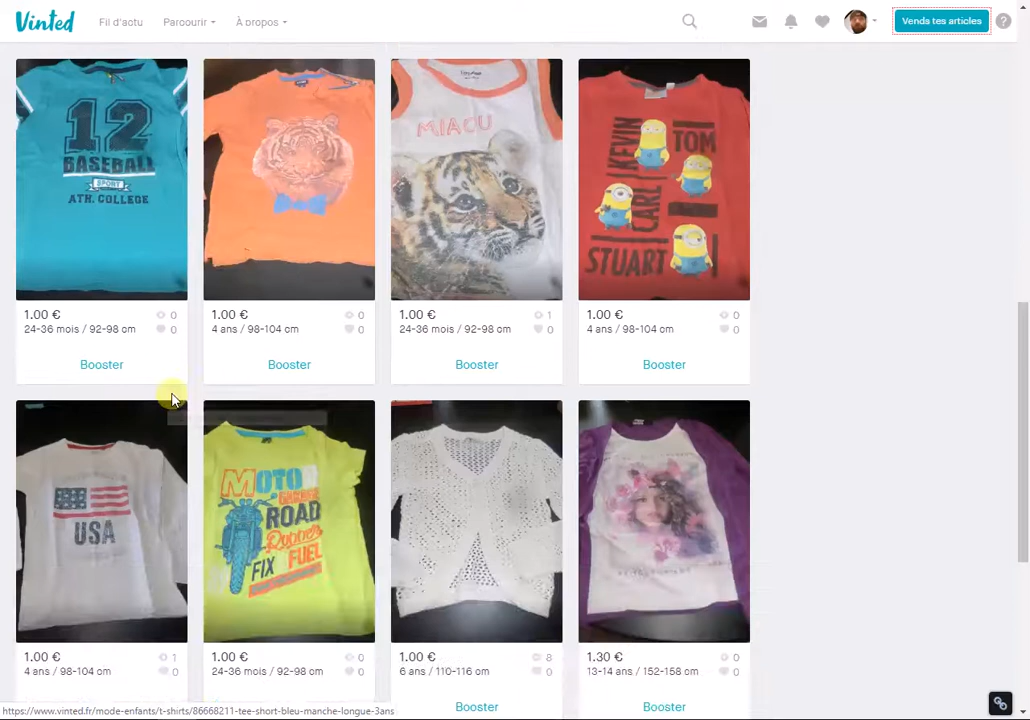 Vinted Fil d'actu Parcourir À propos Vends tes articles ?
12
BASEBALL
SPORT
ATH. COLLEGE
MIAOU
KEVIN
TOM
CARL
STUART
1.00 € 0
24-36 mois / 92-98 cm 0
Booster
1.00 € 0
4 ans / 98-104 cm 0
Booster
1.00 € 1
24-36 mois / 92-98 cm 0
Booster
1.00 € 0
4 ans / 98-104 cm 0
Booster
USA
MOTO
GARAGE
ROAD
Rubber
FIX FUEL
1.00 € 1
4 ans / 98-104 cm 0
1.00 € 0
24-36 mois / 92-98 cm 0
1.00 € 8
6 ans / 110-116 cm 0
Booster
1.30 € 0
13-14 ans / 152-158 cm 0
Booster
https://www.vinted.fr/mode-enfants/t-shirts/86668211-tee-short-bleu-manche-longue-3ans